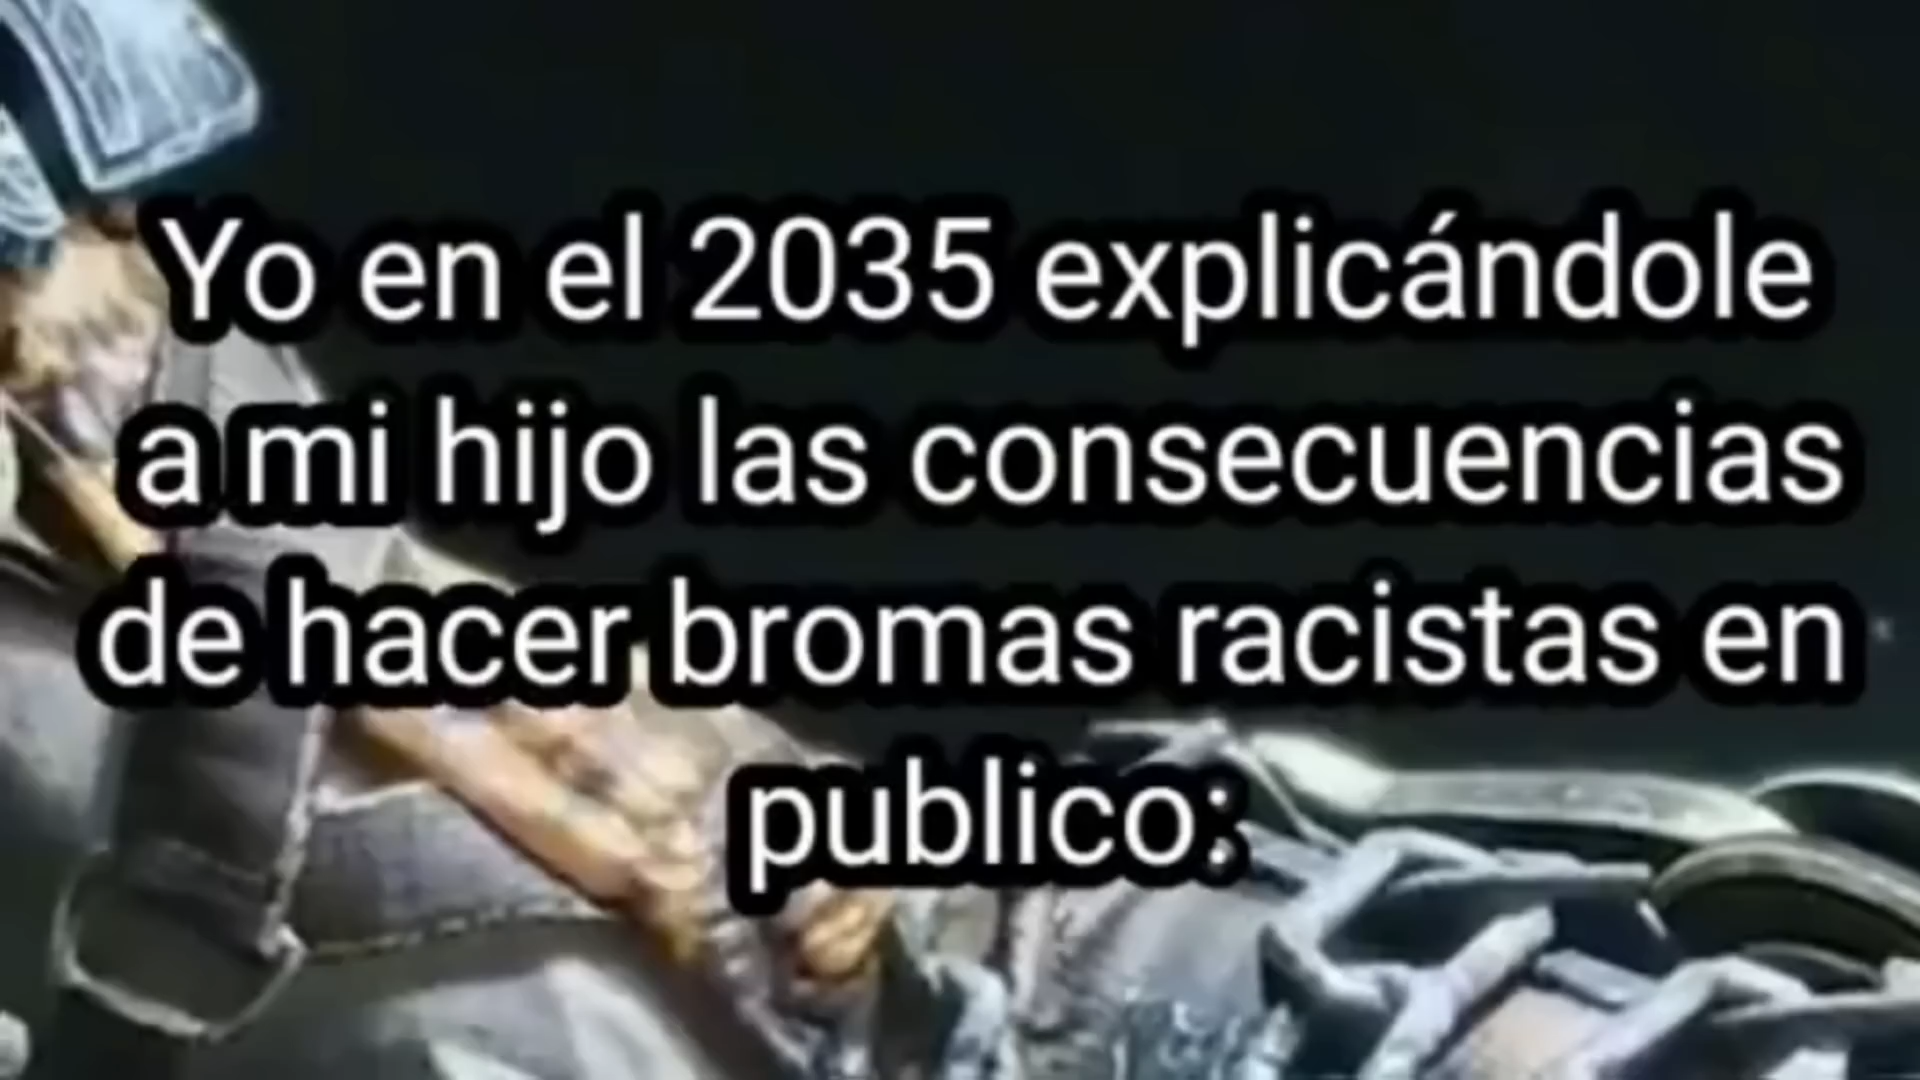 Yo en el 2035 explicándole
a mi hijo las consecuencias
de hacer bromas racistas en
publico: